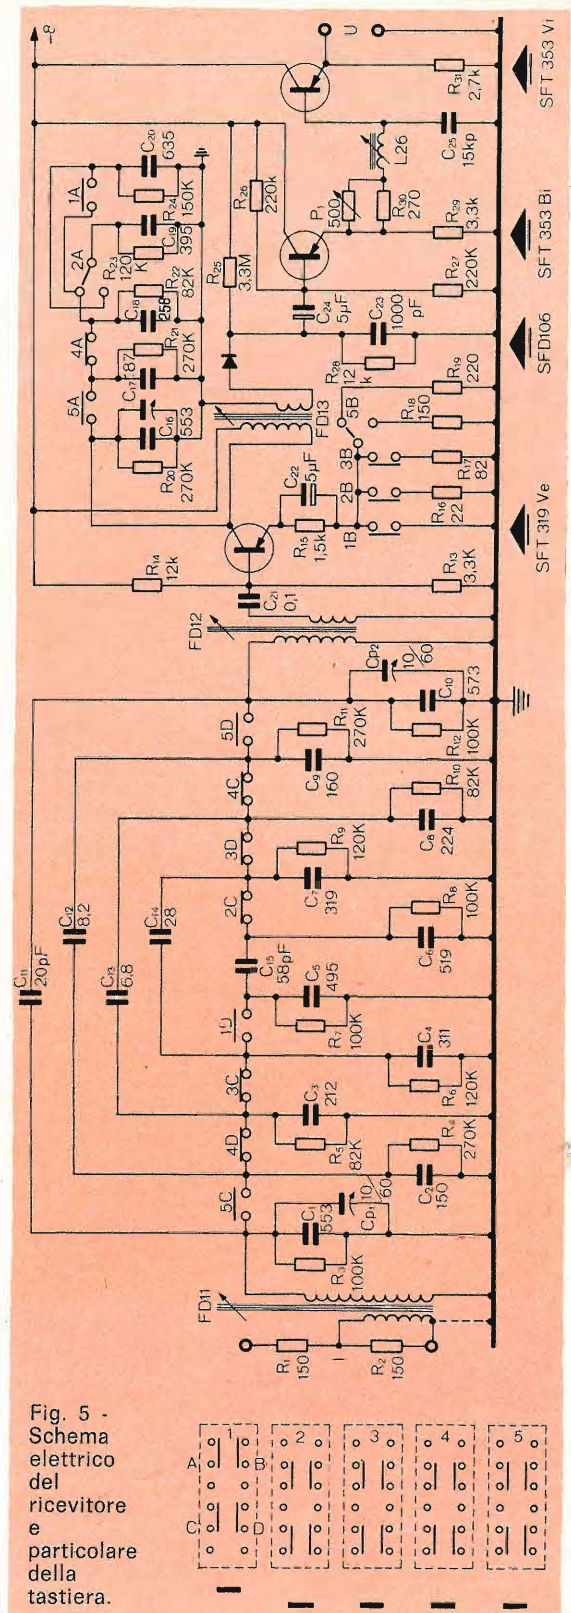 -8
U
SFT 353 Vi
SFT 353 Bi
SFD106
SFT 319 Ve
R31
2,7k
C25
15kp
L26
P1
500
R30
270
R29
3,3k
R26
220k
R27
220K
C24
5µF
C23
1000
pF
R25
3.3M
R28
12
k
FD13
C20
635
1A
R24
150K
C19
395
2A
R23
120
K
R22
82K
C18
258
4A
R21
270K
C17
87
5A
C16
553
R20
270K
5B
R19
220
R18
150
3B
R17
82
2B
R16
22
1B
C22
5µF
R15
1,5k
R14
12k
R13
3,3K
C21
0,1
FD12
Cp2
10/60
C10
573
R12
100K
5D
R11
270K
C9
160
4C
R10
82K
C8
224
3D
R9
120K
C7
319
2C
R8
100K
C6
519
C15
58pF
C5
495
R7
100K
1D
C4
311
R6
120K
3C
C3
212
R5
82K
4D
R4
270K
C2
150
5C
Cp1
10/60
C1
553
R3
100K
C11
20pF
C12
8,2
C13
6,8
C14
28
FD11
R1
150
I
R2
150
Fig. 5 -
Schema
elettrico
del
ricevitore
e
particolare
della
tastiera.
A
1
B
C
D
2
3
4
5